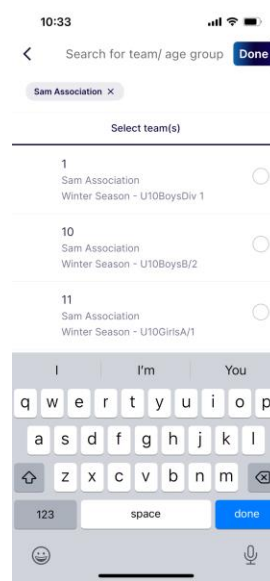 10:33
Search for team/ age group Done
Sam Association ×
Select team(s)
1
Sam Association
Winter Season - U10BoysDiv 1
10
Sam Association
Winter Season - U10BoysB/2
11
Sam Association
Winter Season - U10GirlsA/1
I I'm You
q w e r t y u i o p
a s d f g h j k l
z x c v b n m
123 space done